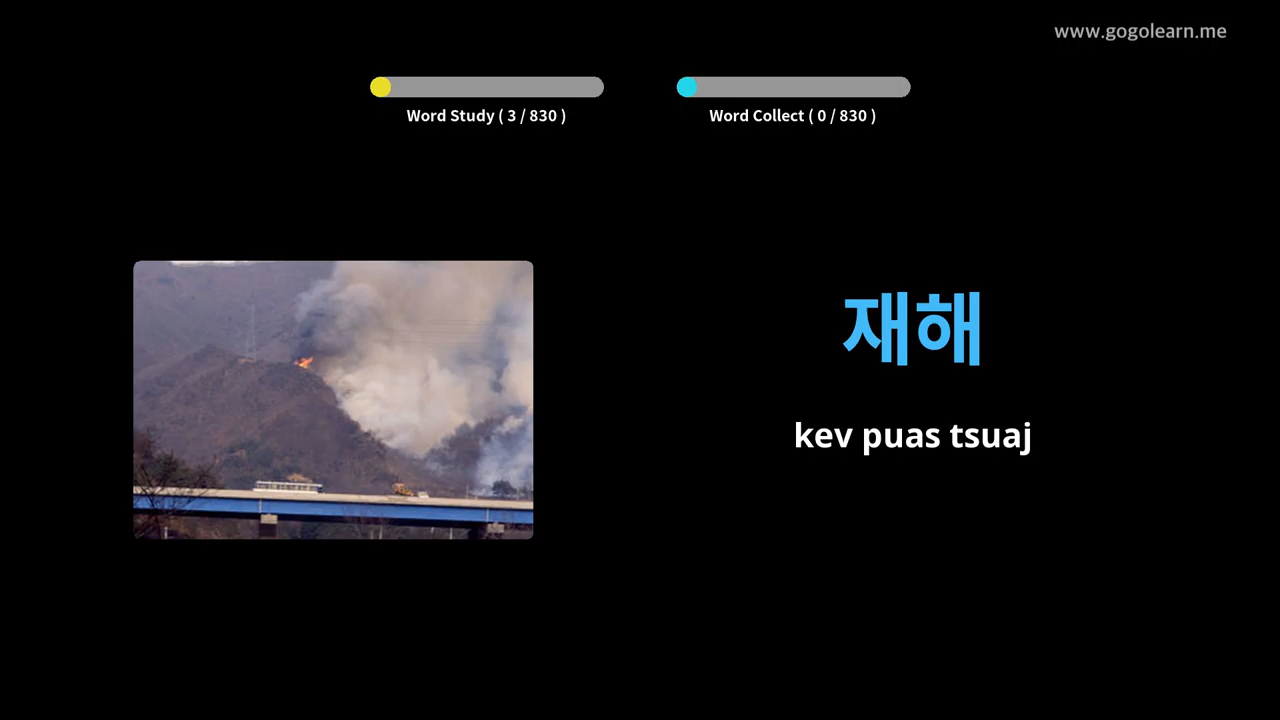 www.gogolearn.me
Word Study ( 3 / 830 )
Word Collect ( 0 / 830 )
재해
kev puas tsuaj